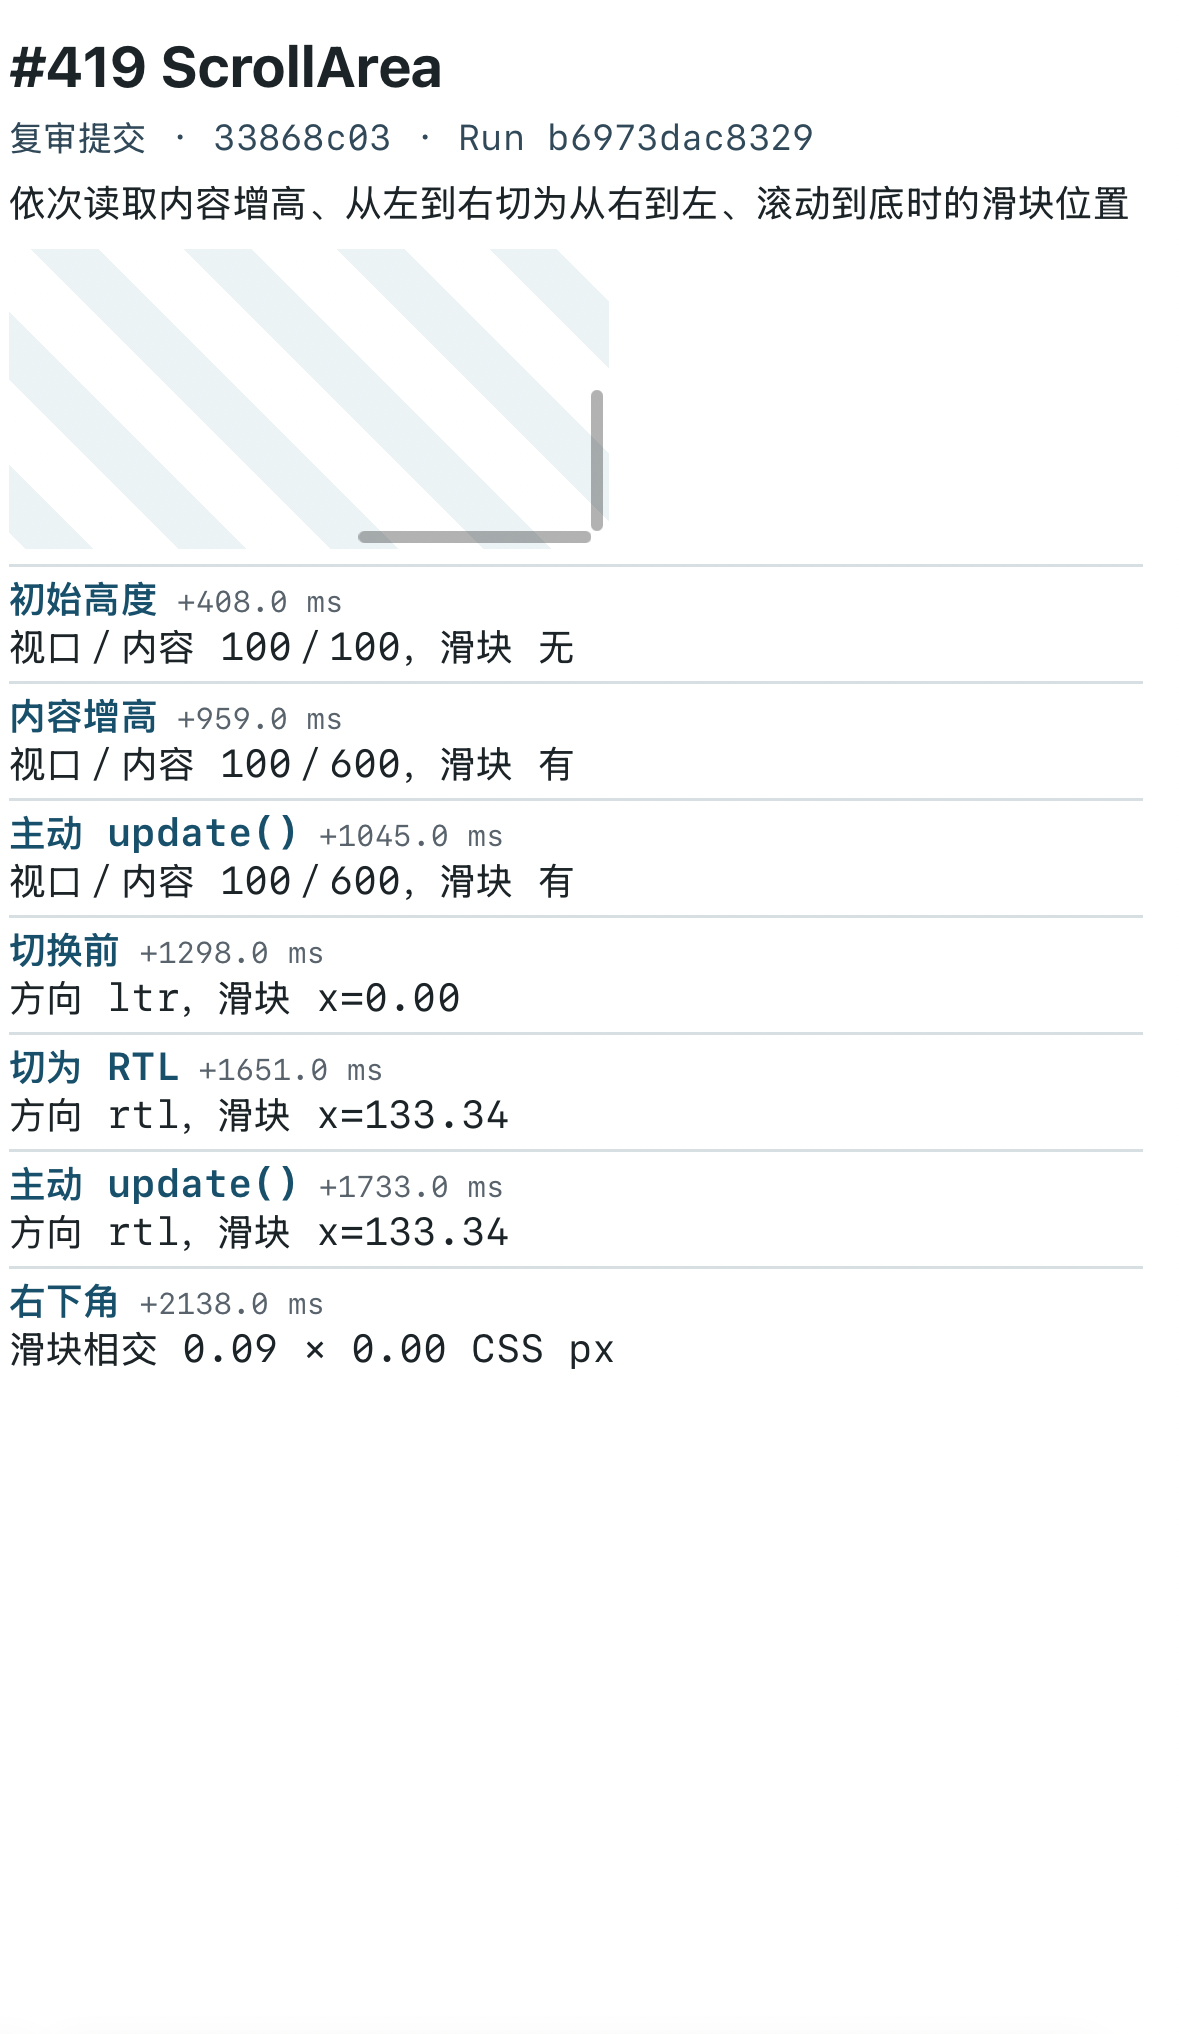 #419 ScrollArea
复审提交 · 33868c03 · Run b6973dac8329
依次读取内容增高、从左到右切为从右到左、滚动到底时的滑块位置
初始高度 +408.0 ms
视口 / 内容 100 / 100，滑块 无
内容增高 +959.0 ms
视口 / 内容 100 / 600，滑块 有
主动 update() +1045.0 ms
视口 / 内容 100 / 600，滑块 有
切换前 +1298.0 ms
方向 ltr，滑块 x=0.00
切为 RTL +1651.0 ms
方向 rtl，滑块 x=133.34
主动 update() +1733.0 ms
方向 rtl，滑块 x=133.34
右下角 +2138.0 ms
滑块相交 0.09 × 0.00 CSS px